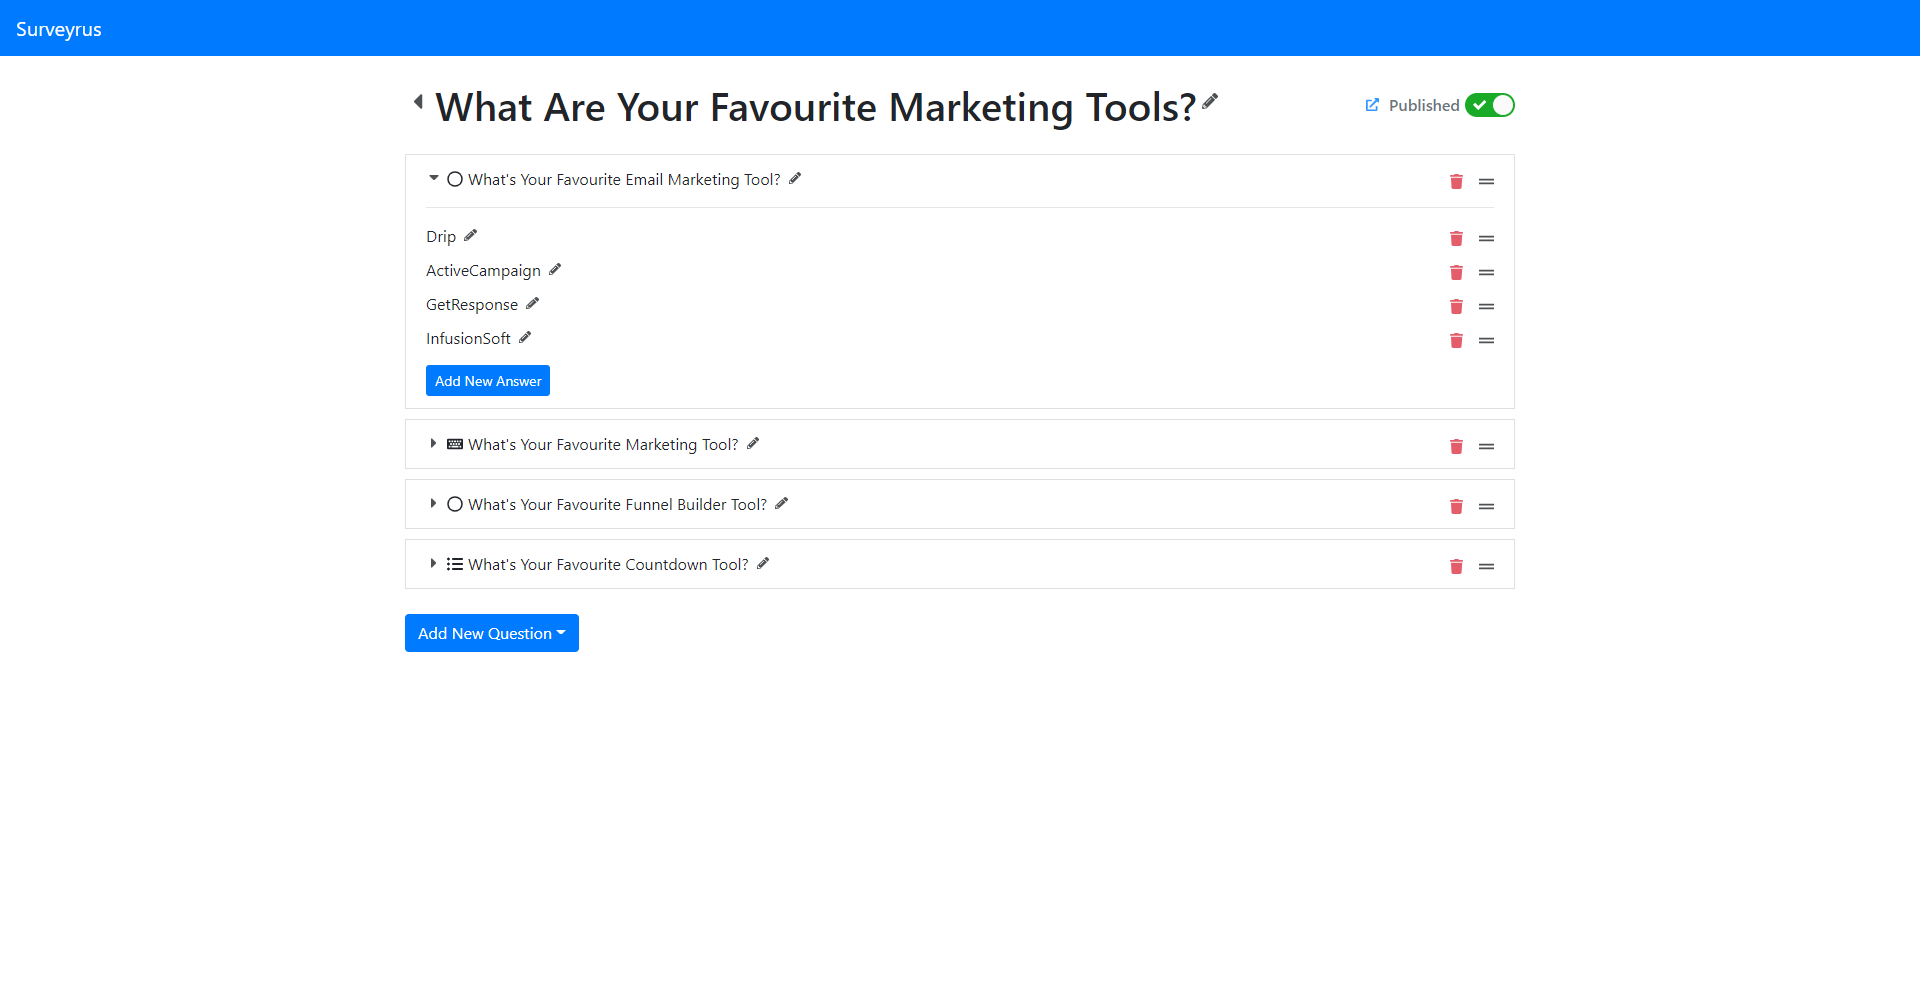 Surveyrus
What Are Your Favourite Marketing Tools?
Published
What's Your Favourite Email Marketing Tool?
Drip
ActiveCampaign
GetResponse
InfusionSoft
Add New Answer
What's Your Favourite Marketing Tool?
What's Your Favourite Funnel Builder Tool?
What's Your Favourite Countdown Tool?
Add New Question